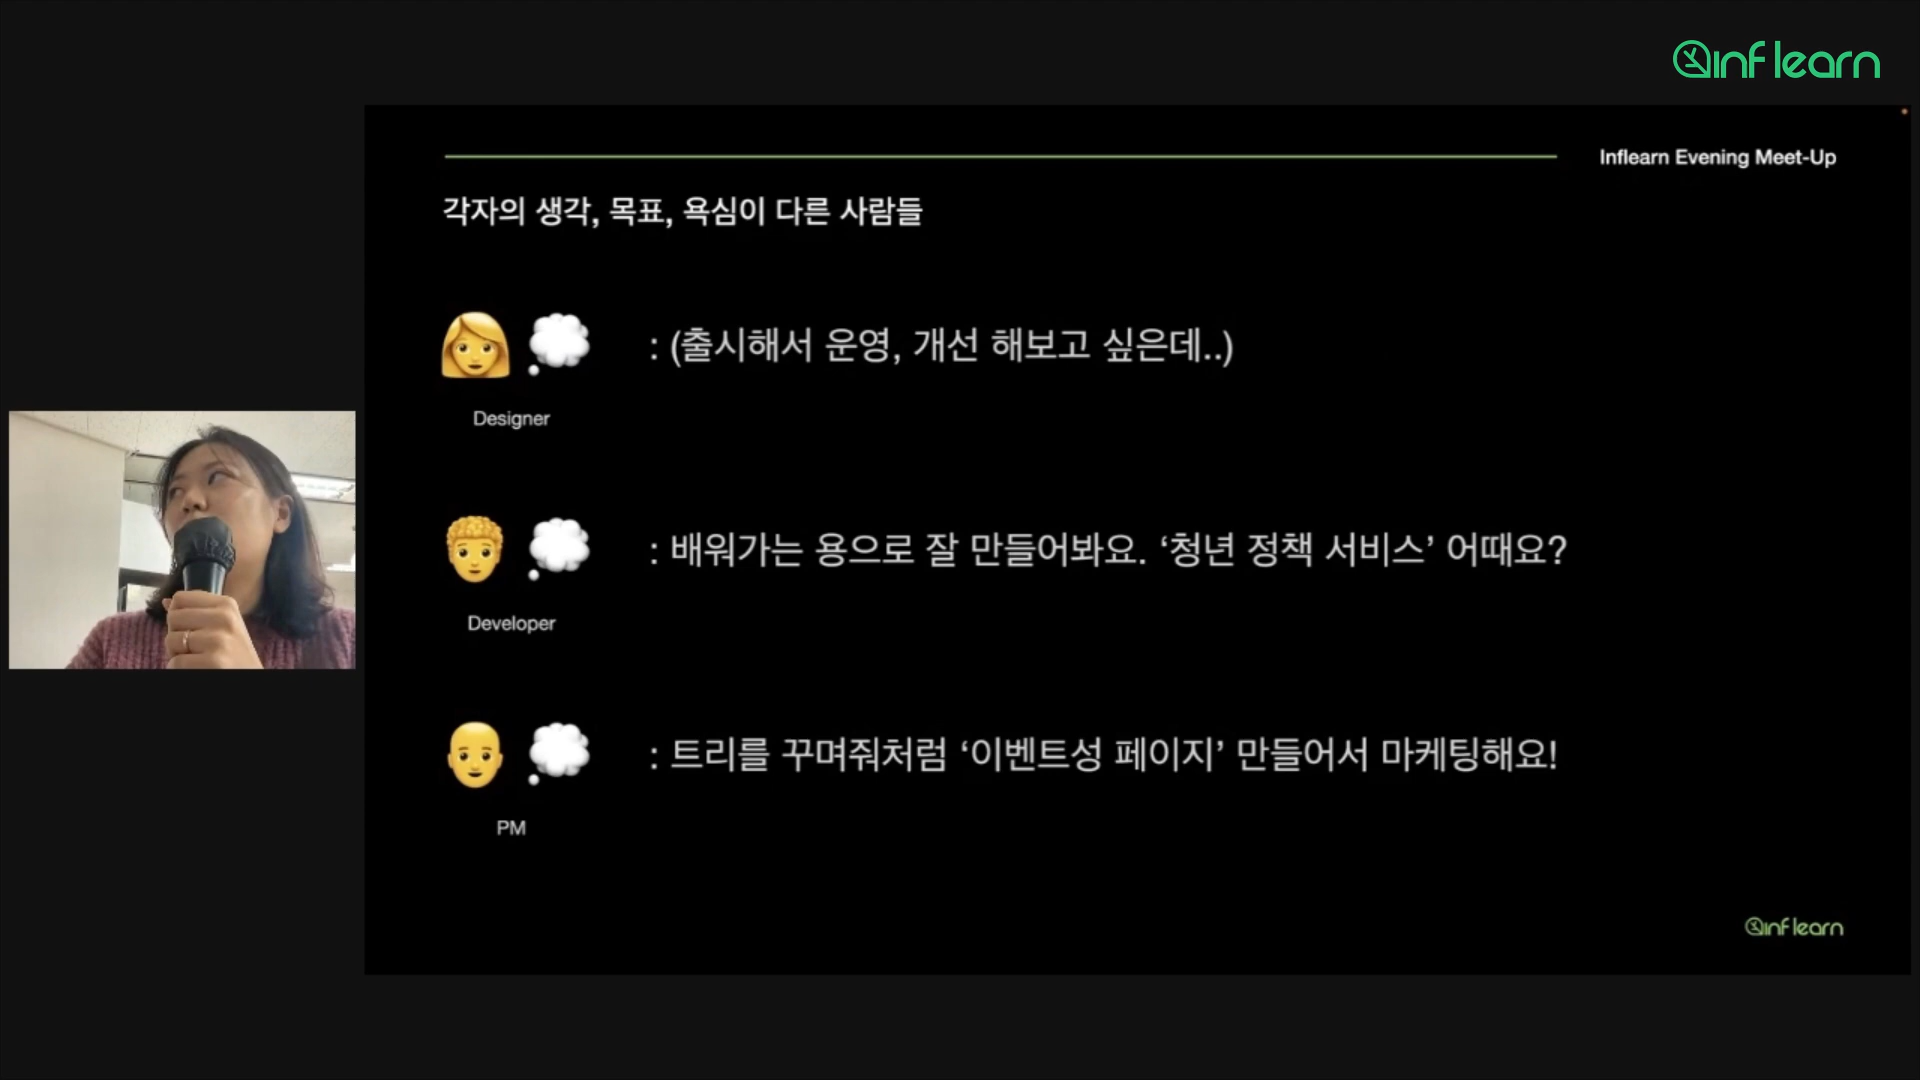 inflearn
Inflearn Evening Meet-Up
각자의 생각, 목표, 욕심이 다른 사람들
: (출시해서 운영, 개선 해보고 싶은데..)
Designer
: 배워가는 용으로 잘 만들어봐요. ‘청년 정책 서비스’ 어때요?
Developer
: 트리를 꾸며줘처럼 ‘이벤트성 페이지’ 만들어서 마케팅해요!
PM
inflearn